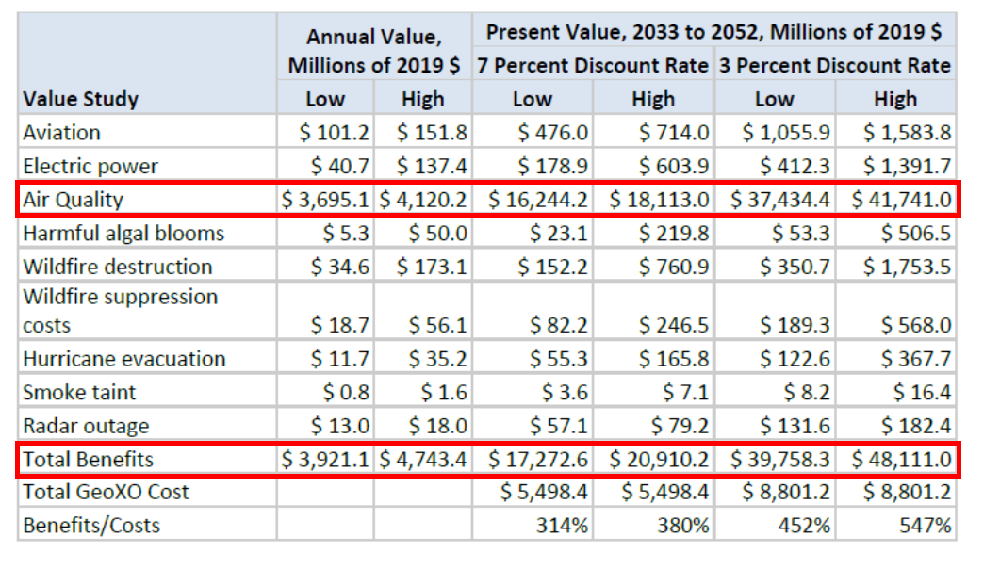 Annual Value, Millions of 2019 $ Present Value, 2033 to 2052, Millions of 2019 $
7 Percent Discount Rate 3 Percent Discount Rate
Value Study Low High Low High Low High
Aviation $ 101.2 $ 151.8 $ 476.0 $ 714.0 $ 1,055.9 $ 1,583.8
Electric power $ 40.7 $ 137.4 $ 178.9 $ 603.9 $ 412.3 $ 1,391.7
Air Quality $ 3,695.1 $ 4,120.2 $ 16,244.2 $ 18,113.0 $ 37,434.4 $ 41,741.0
Harmful algal blooms $ 5.3 $ 50.0 $ 23.1 $ 219.8 $ 53.3 $ 506.5
Wildfire destruction $ 34.6 $ 173.1 $ 152.2 $ 760.9 $ 350.7 $ 1,753.5
Wildfire suppression
costs $ 18.7 $ 56.1 $ 82.2 $ 246.5 $ 189.3 $ 568.0
Hurricane evacuation $ 11.7 $ 35.2 $ 55.3 $ 165.8 $ 122.6 $ 367.7
Smoke taint $ 0.8 $ 1.6 $ 3.6 $ 7.1 $ 8.2 $ 16.4
Radar outage $ 13.0 $ 18.0 $ 57.1 $ 79.2 $ 131.6 $ 182.4
Total Benefits $ 3,921.1 $ 4,743.4 $ 17,272.6 $ 20,910.2 $ 39,758.3 $ 48,111.0
Total GeoXO Cost $ 5,498.4 $ 5,498.4 $ 8,801.2 $ 8,801.2
Benefits/Costs 314% 380% 452% 547%